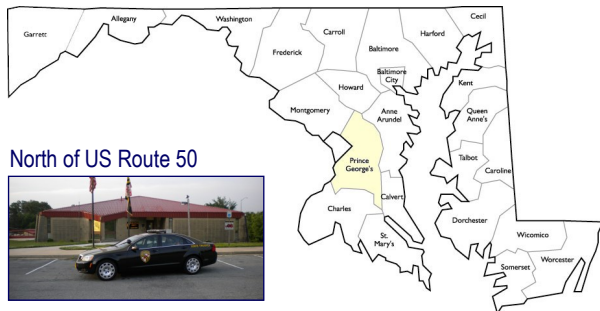 Garrett
Allegany
Washington
Frederick
Carroll
Baltimore
Harford
Cecil
Baltimore
City
Howard
Montgomery
Anne
Arundel
Kent
Queen
Anne's
Prince
George's
Talbot
Caroline
Calvert
Charles
St.
Mary's
Dorchester
Wicomico
Somerset
Worcester
North of US Route 50